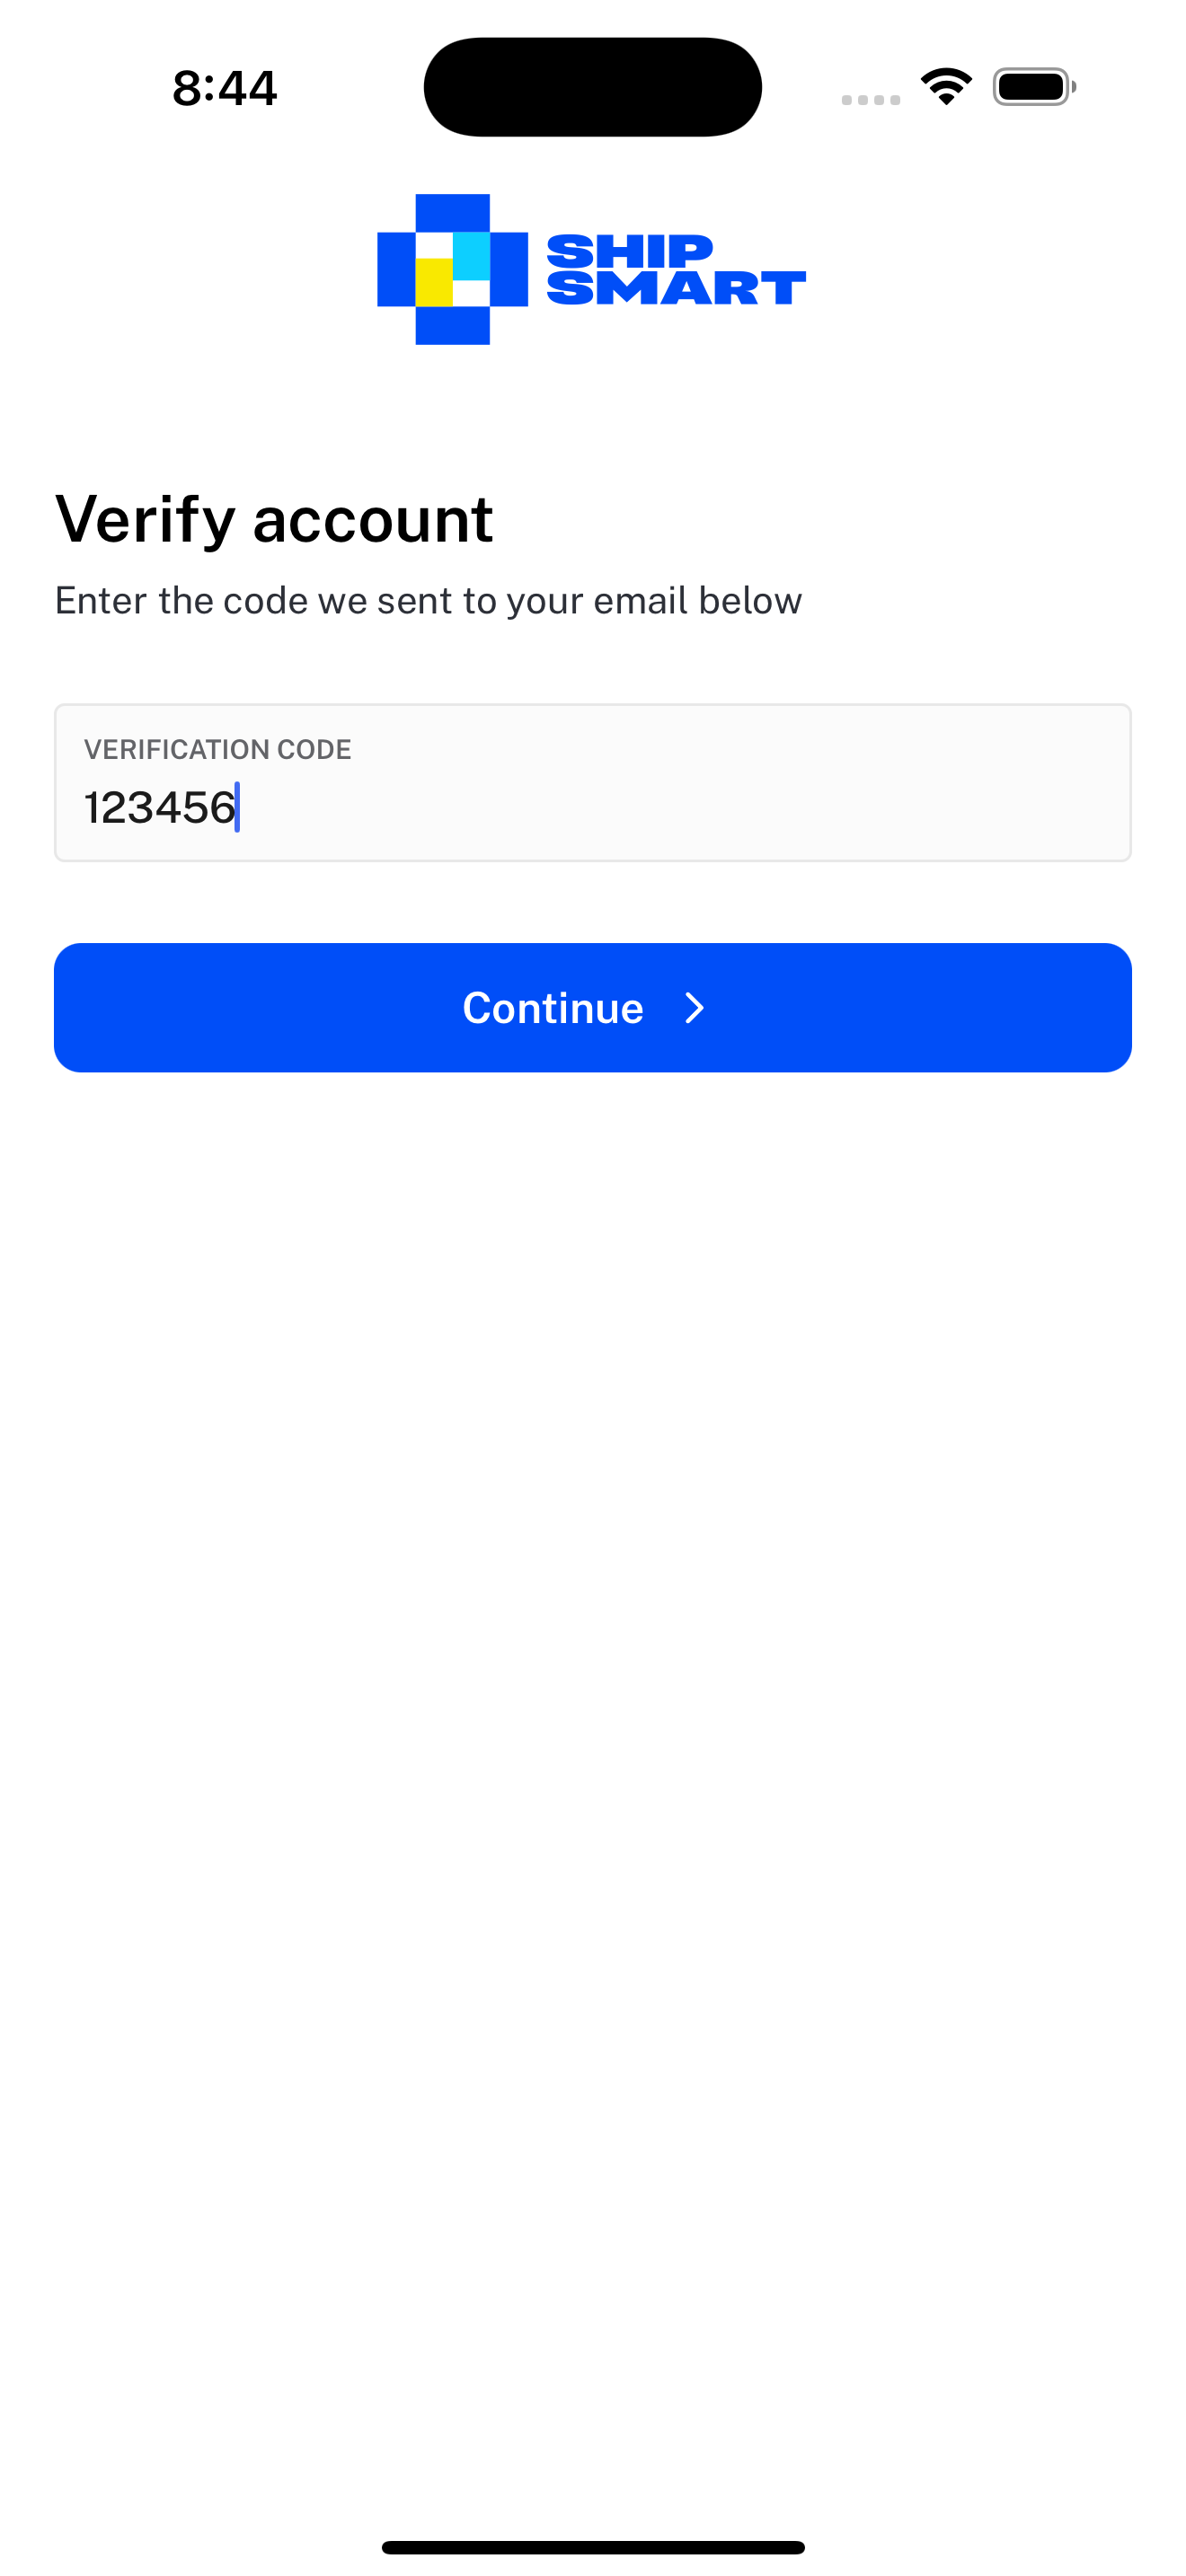 8:44
SHIP
SMART
Verify account
Enter the code we sent to your email below
VERIFICATION CODE
123456
Continue